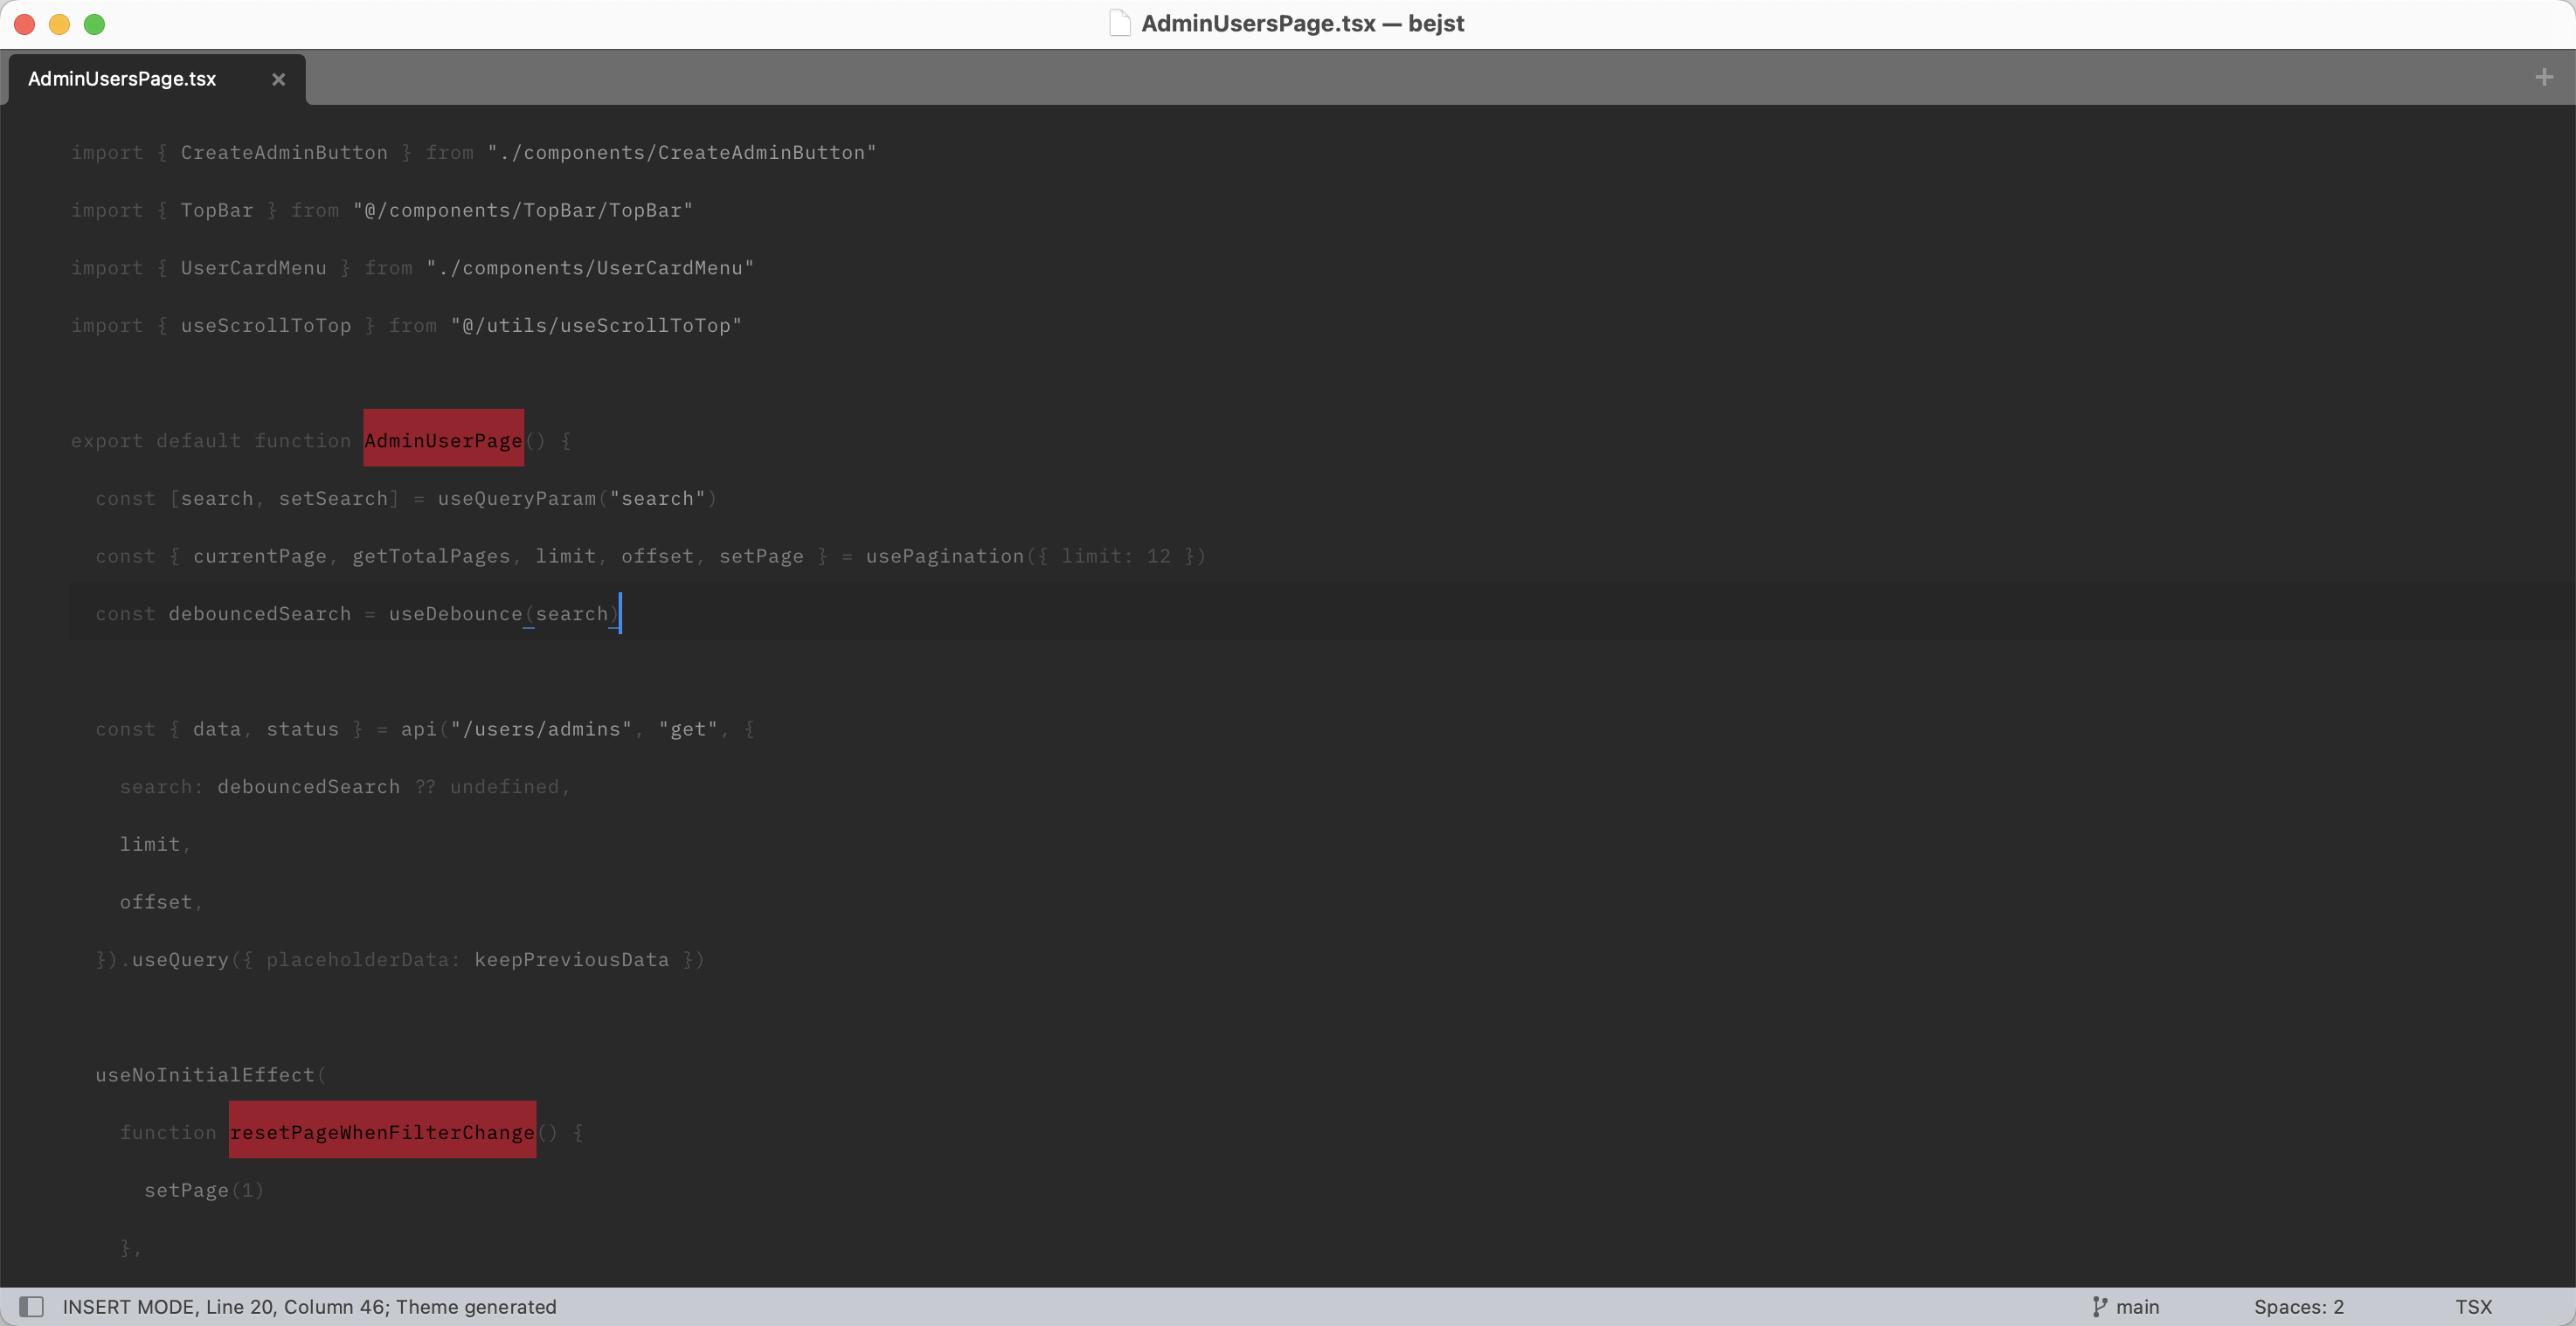 AdminUsersPage.tsx — bejst
AdminUsersPage.tsx
import { CreateAdminButton } from "./components/CreateAdminButton"
import { TopBar } from "@/components/TopBar/TopBar"
import { UserCardMenu } from "./components/UserCardMenu"
import { useScrollToTop } from "@/utils/useScrollToTop"
export default function AdminUserPage() {
const [search, setSearch] = useQueryParam("search")
const { currentPage, getTotalPages, limit, offset, setPage } = usePagination({ limit: 12 })
const debouncedSearch = useDebounce(search)
const { data, status } = api("/users/admins", "get", {
search: debouncedSearch ?? undefined,
limit,
offset,
}).useQuery({ placeholderData: keepPreviousData })
useNoInitialEffect(
function resetPageWhenFilterChange() {
setPage(1)
},
INSERT MODE, Line 20, Column 46; Theme generated
main
Spaces: 2
TSX